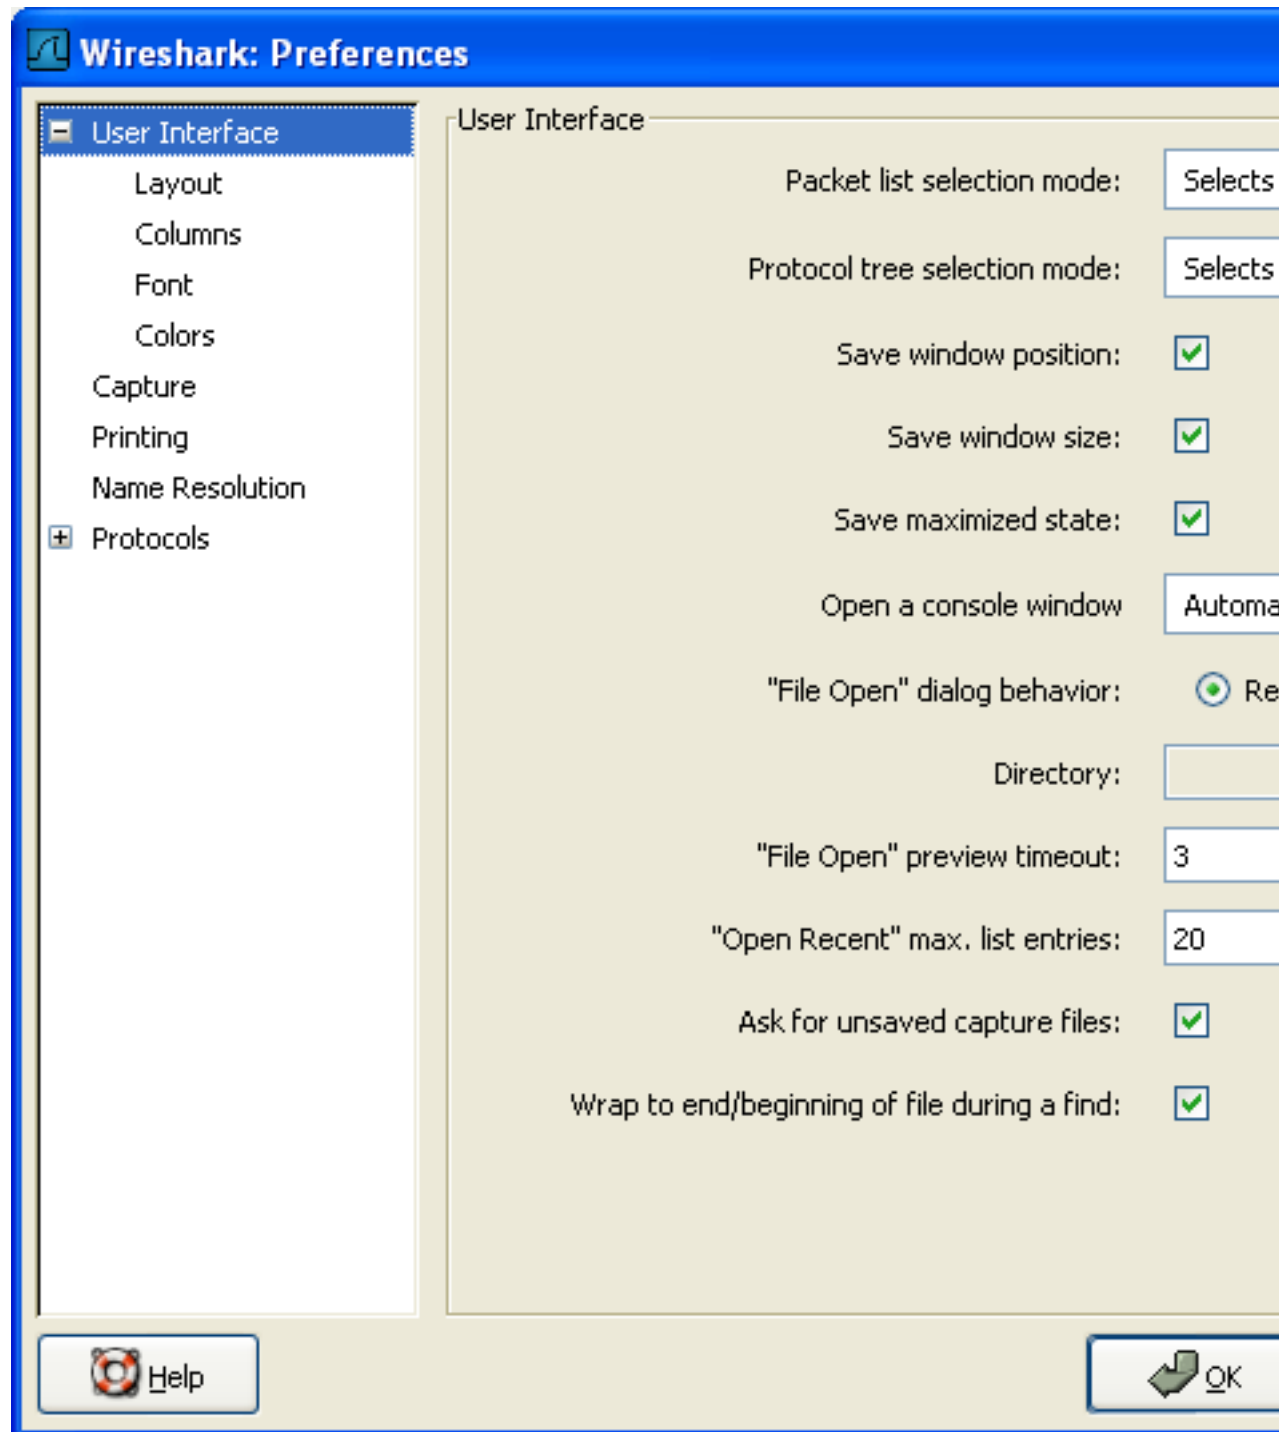 Wireshark: Preferences
User Interface
Layout
Columns
Font
Colors
Capture
Printing
Name Resolution
Protocols
User Interface
Packet list selection mode: Selects
Protocol tree selection mode: Selects
Save window position:
Save window size:
Save maximized state:
Open a console window
"File Open" dialog behavior:
Directory:
"File Open" preview timeout: 3
"Open Recent" max. list entries: 20
Ask for unsaved capture files:
Wrap to end/beginning of file during a find:
Help
OK